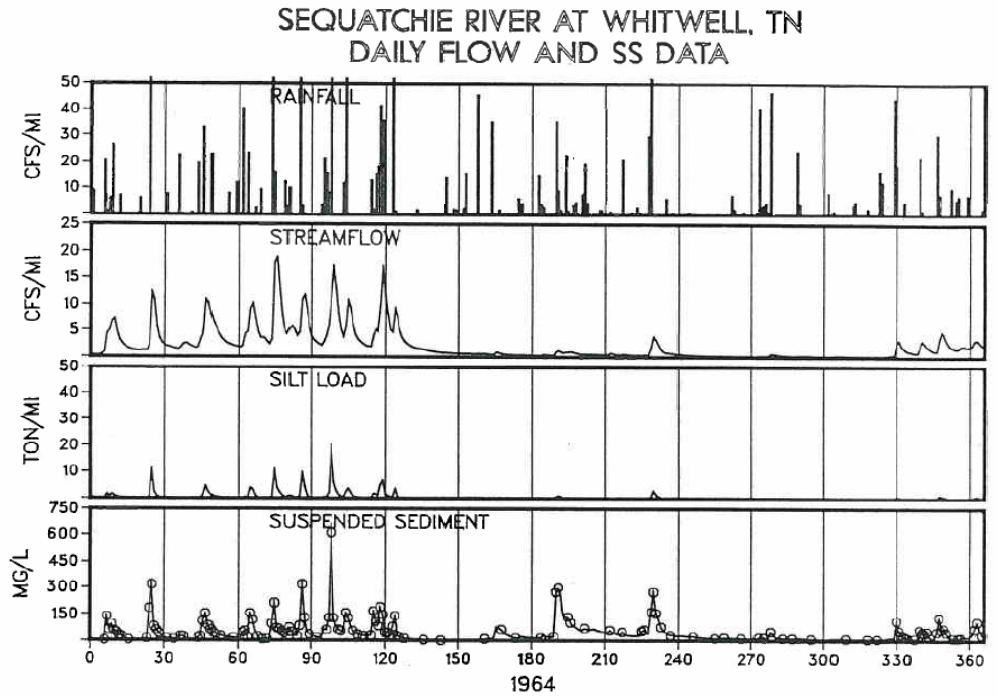 SEQUATCHIE RIVER AT WHITWELL, TN
DAILY FLOW AND SS DATA
RAINFALL
CFS/MI
50
40
30
20
10
STREAMFLOW
CFS/MI
25
20
15
10
5
SILT LOAD
TON/MI
50
40
30
20
10
SUSPENDED SEDIMENT
MG/L
750
600
450
300
150
0 30 60 90 120 150 180 210 240 270 300 330 360
1964